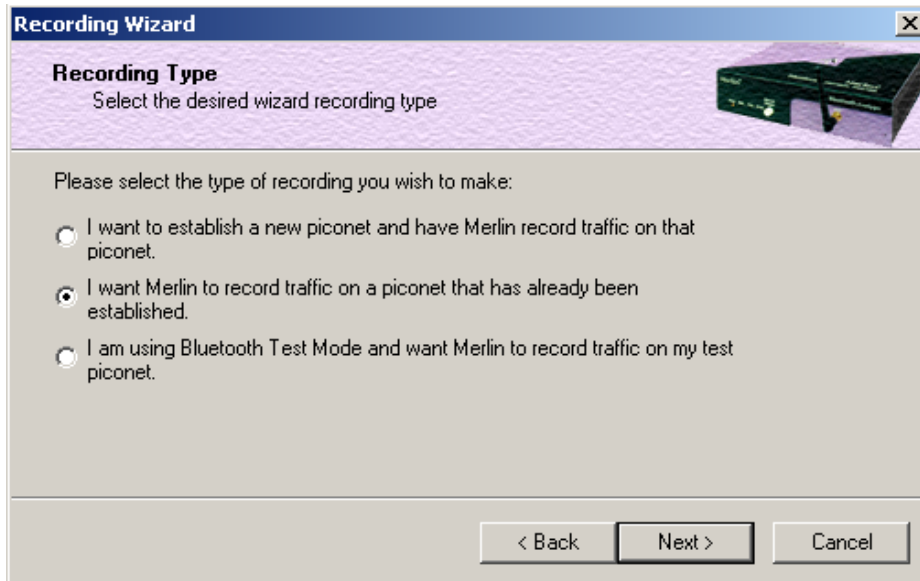 Recording Wizard
Recording Type
Select the desired wizard recording type
Please select the type of recording you wish to make:
I want to establish a new piconet and have Merlin record traffic on that
piconet.
I want Merlin to record traffic on a piconet that has already been
established.
I am using Bluetooth Test Mode and want Merlin to record traffic on my test
piconet.
< Back Next > Cancel